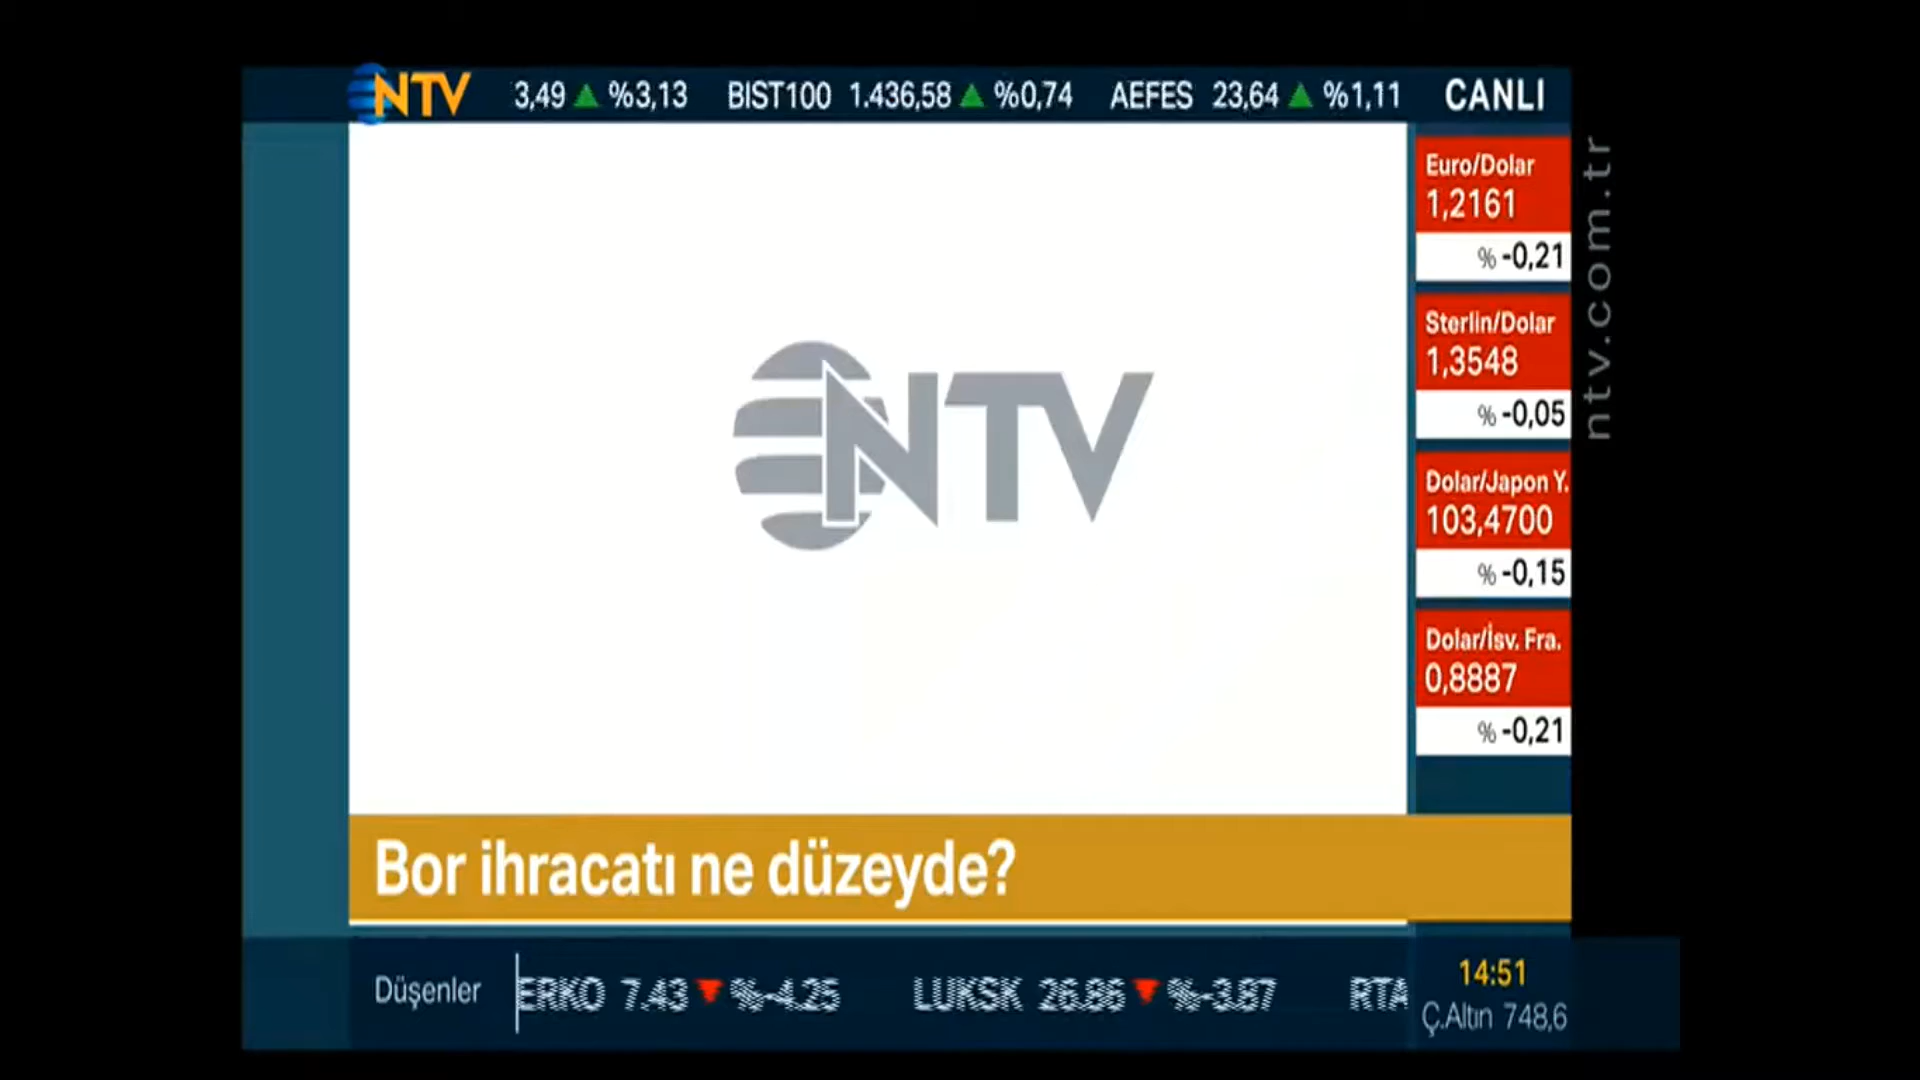 NTV 3,49 ▲ %3,13 BIST100 1.436,58 ▲ %0,74 AEFES 23,64 ▲ %1,11 CANLI
Euro/Dolar
1,2161
% -0,21
Sterlin/Dolar
1,3548
% -0,05
Dolar/Japon Y.
103,4700
% -0,15
Dolar/İsv. Fra.
0,8887
% -0,21
ntv.com.tr
NTV
Bor ihracatı ne düzeyde?
Düşenler ERKO 7.43 ▼ %-4.25 LUKSK 26.86 ▼ %-3.87 RTA
14:51
Ç.Altın 748,6